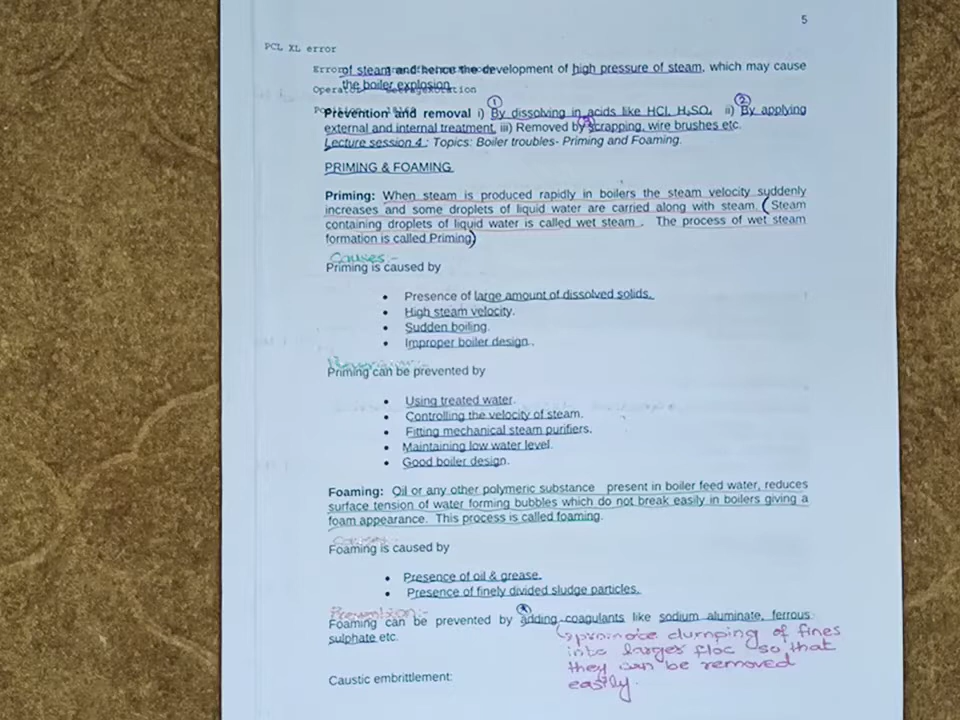 5
PCL XL error
of steam and hence the development of high pressure of steam, which may cause
the boiler explosion.
Prevention and removal i) ① By dissolving in acids like HCl, H₂SO₄ ii) ② By applying
external and internal treatment, iii) Removed by ③ scrapping, wire brushes etc.
Lecture session 4 : Topics: Boiler troubles- Priming and Foaming.
PRIMING & FOAMING.
Priming: When steam is produced rapidly in boilers the steam velocity suddenly
increases and some droplets of liquid water are carried along with steam. (Steam
containing droplets of liquid water is called wet steam . The process of wet steam
formation is called Priming)
Causes:-
Priming is caused by
• Presence of large amount of dissolved solids.
• High steam velocity.
• Sudden boiling.
• Improper boiler design..
Priming can be prevented by
• Using treated water.
• Controlling the velocity of steam.
• Fitting mechanical steam purifiers.
• Maintaining low water level.
• Good boiler design.
Foaming: Oil or any other polymeric substance present in boiler feed water, reduces
surface tension of water forming bubbles which do not break easily in boilers giving a
foam appearance. This process is called foaming.
Foaming is caused by
• Presence of oil & grease.
• Presence of finely divided sludge particles.
Prevention:-
Foaming can be prevented by adding coagulants like sodium aluminate, ferrous
sulphate etc.
promote clumping of fines
into larger floc so that
they can be removed
easily.
Caustic embrittlement: